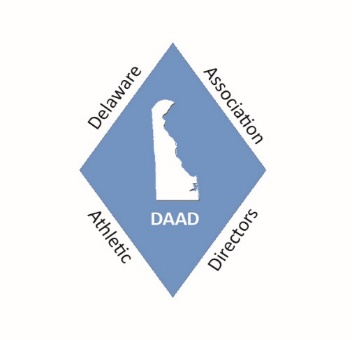 Delaware
Association
DAAD
Athletic
Directors